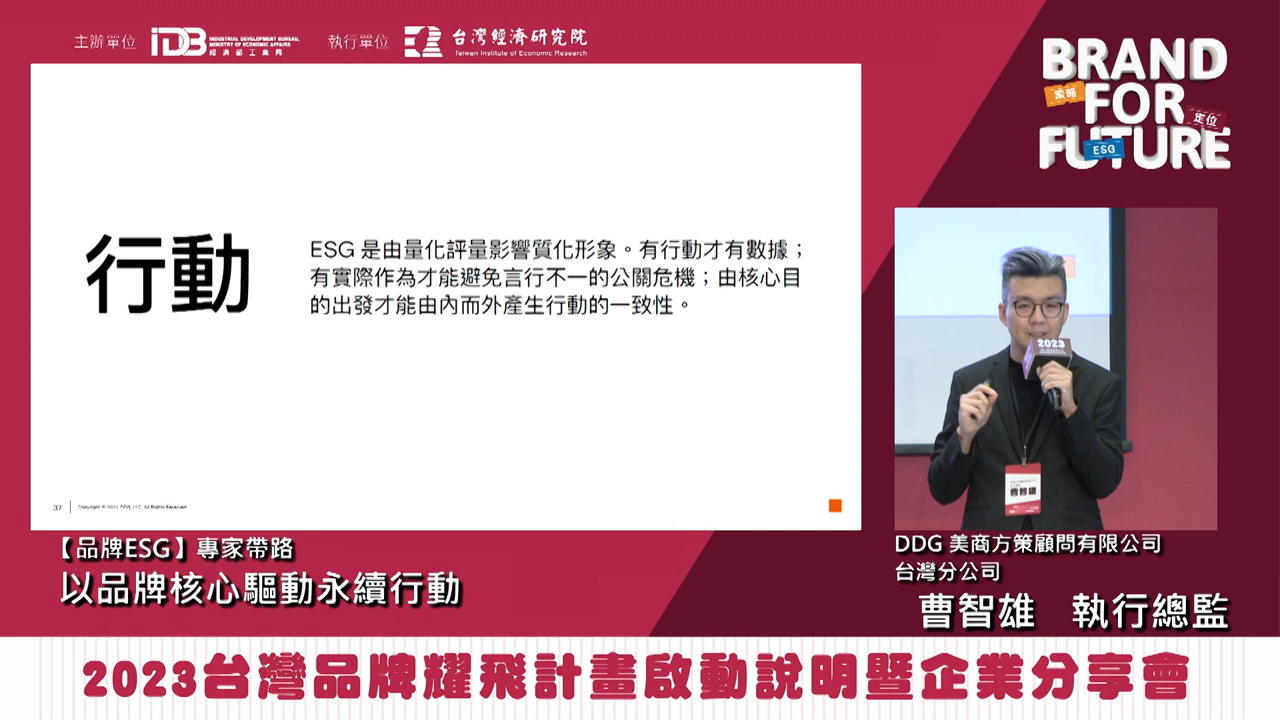 主辦單位
IDB
INDUSTRIAL DEVELOPMENT BUREAU,
MINISTRY OF ECONOMIC AFFAIRS
經濟部工業局
執行單位
台灣經濟研究院
Taiwan Institute of Economic Research
BRAND
策略
FOR
定位
FUTURE
ESG
行動
ESG 是由量化評量影響質化形象。有行動才有數據；
有實際作為才能避免言行不一的公關危機；由核心目
的出發才能由內而外產生行動的一致性。
37
All Rights Reserved
2023
曹智雄
【品牌ESG】專家帶路
以品牌核心驅動永續行動
DDG 美商方策顧問有限公司
台灣分公司
曹智雄 執行總監
2023台灣品牌耀飛計畫啟動說明暨企業分享會